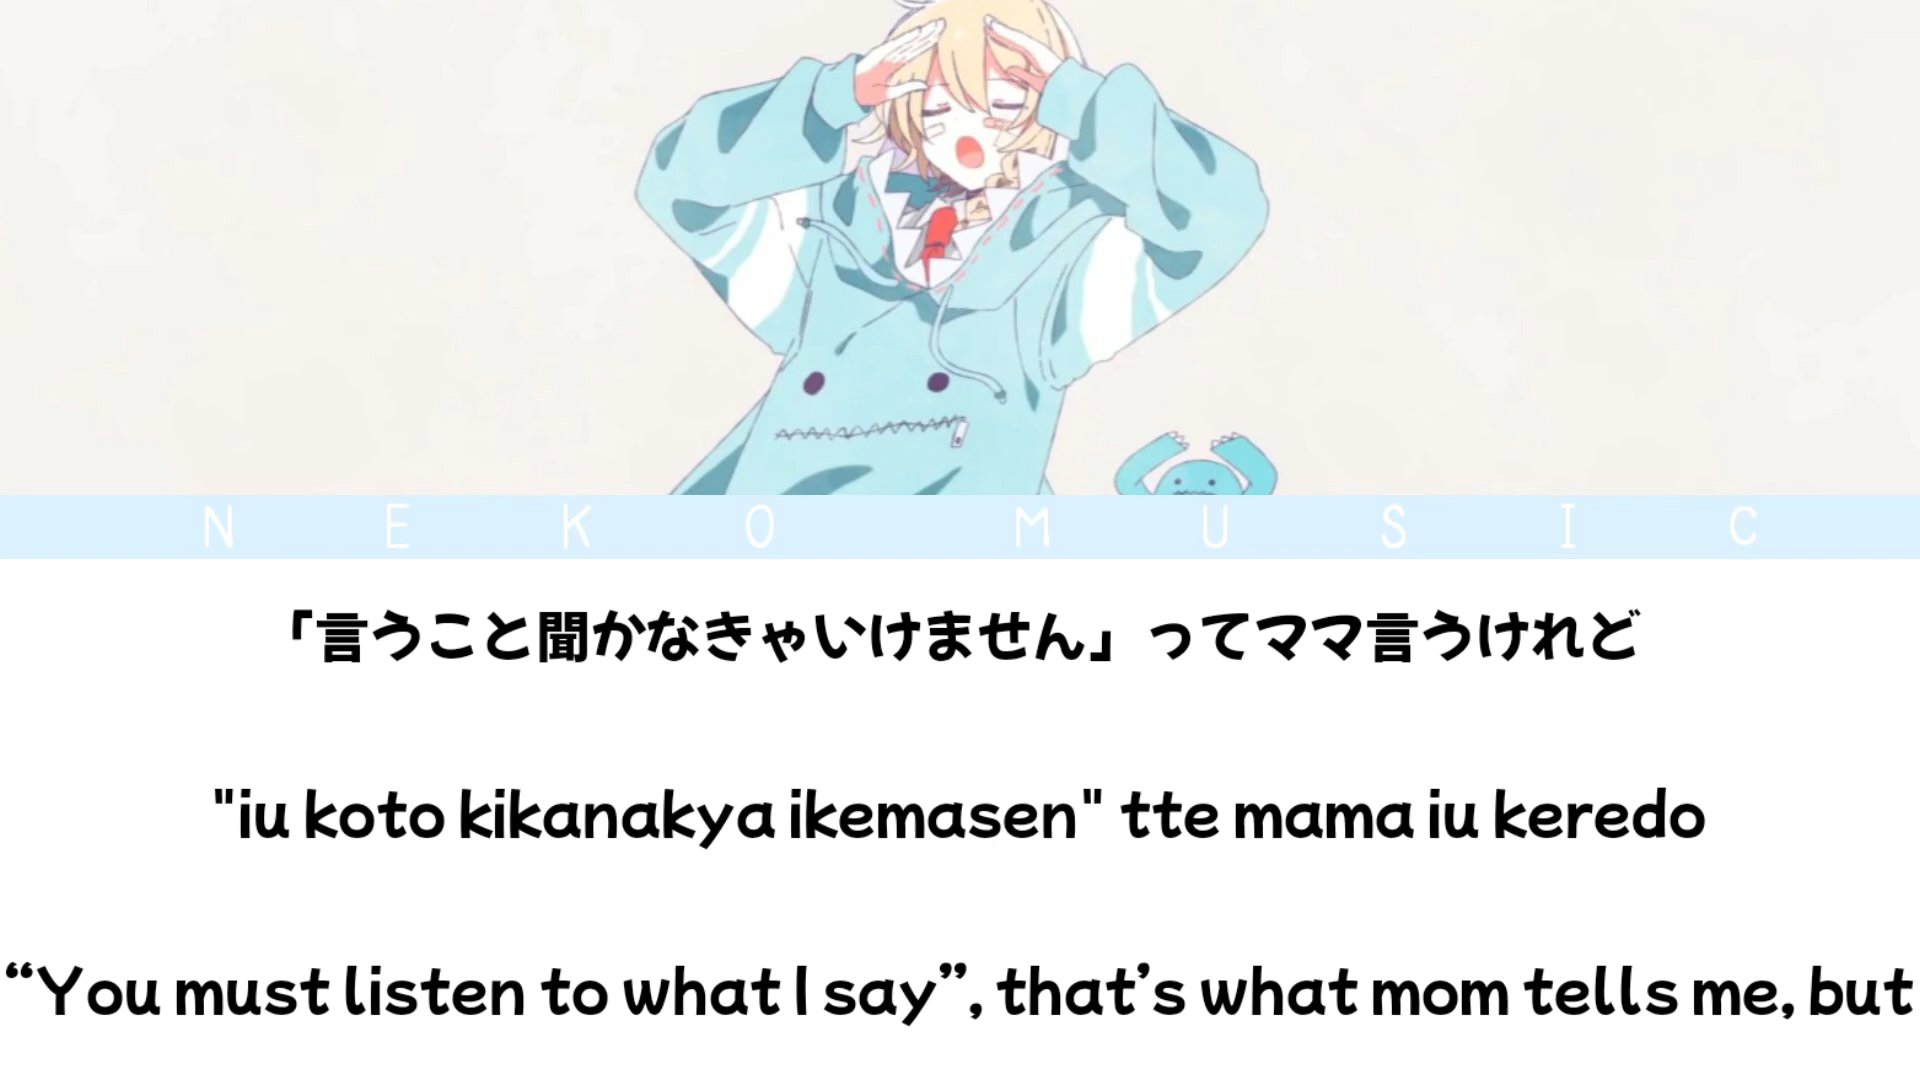 NEKO MUSIC
「言うこと聞かなきゃいけません」ってママ言うけれど
"iu koto kikanakya ikemasen" tte mama iu keredo
“You must listen to what I say”, that’s what mom tells me, but